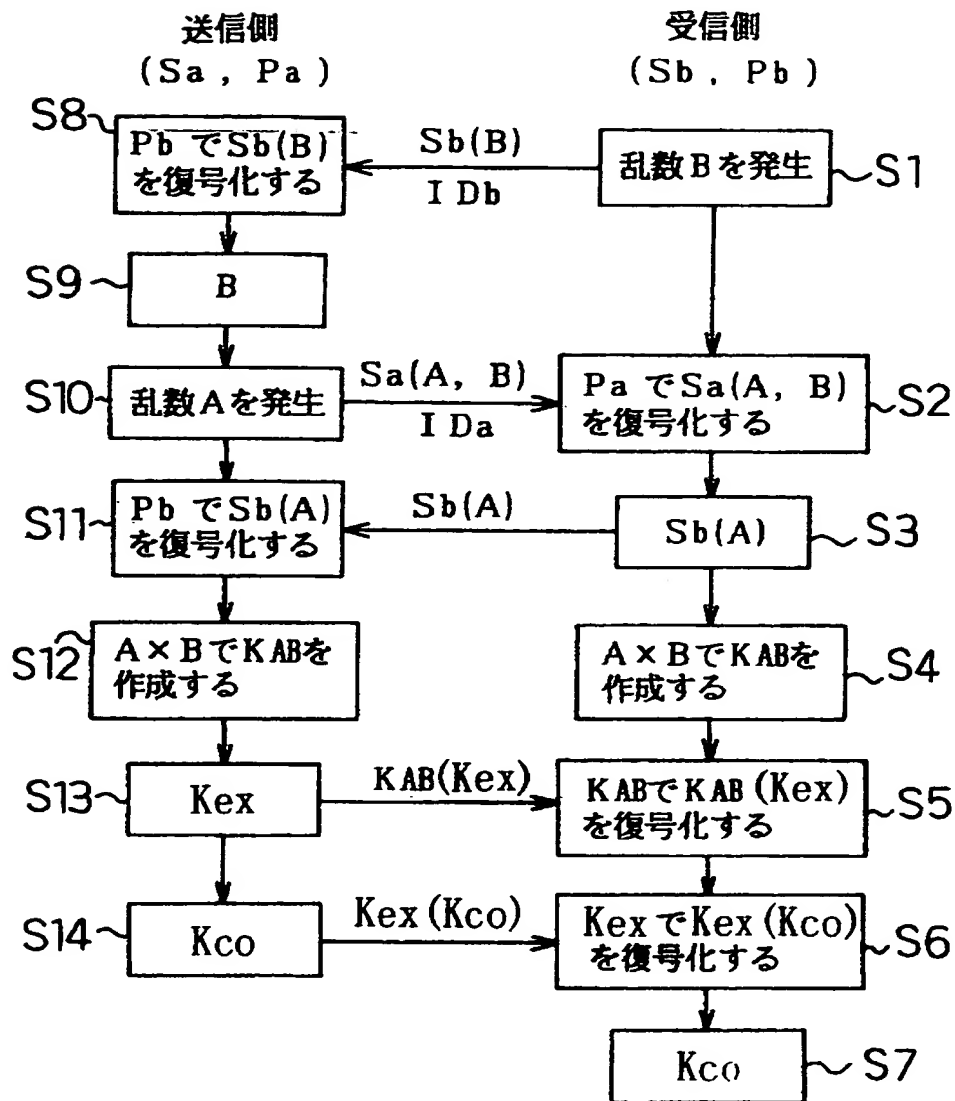 送信側
(Sa, Pa)
受信側
(Sb, Pb)
S8
Pb でSb(B)
を復号化する
Sb(B)
IDb
乱数Bを発生
S1
S9
B
S10
乱数Aを発生
Sa(A, B)
IDa
Pa でSa(A, B)
を復号化する
S2
S11
Pb でSb(A)
を復号化する
Sb(A)
Sb(A)
S3
S12
A×BでKABを
作成する
A×BでKABを
作成する
S4
S13
Kex
KAB(Kex)
KABでKAB(Kex)
を復号化する
S5
S14
Kco
Kex(Kco)
KexでKex(Kco)
を復号化する
S6
Kco
S7